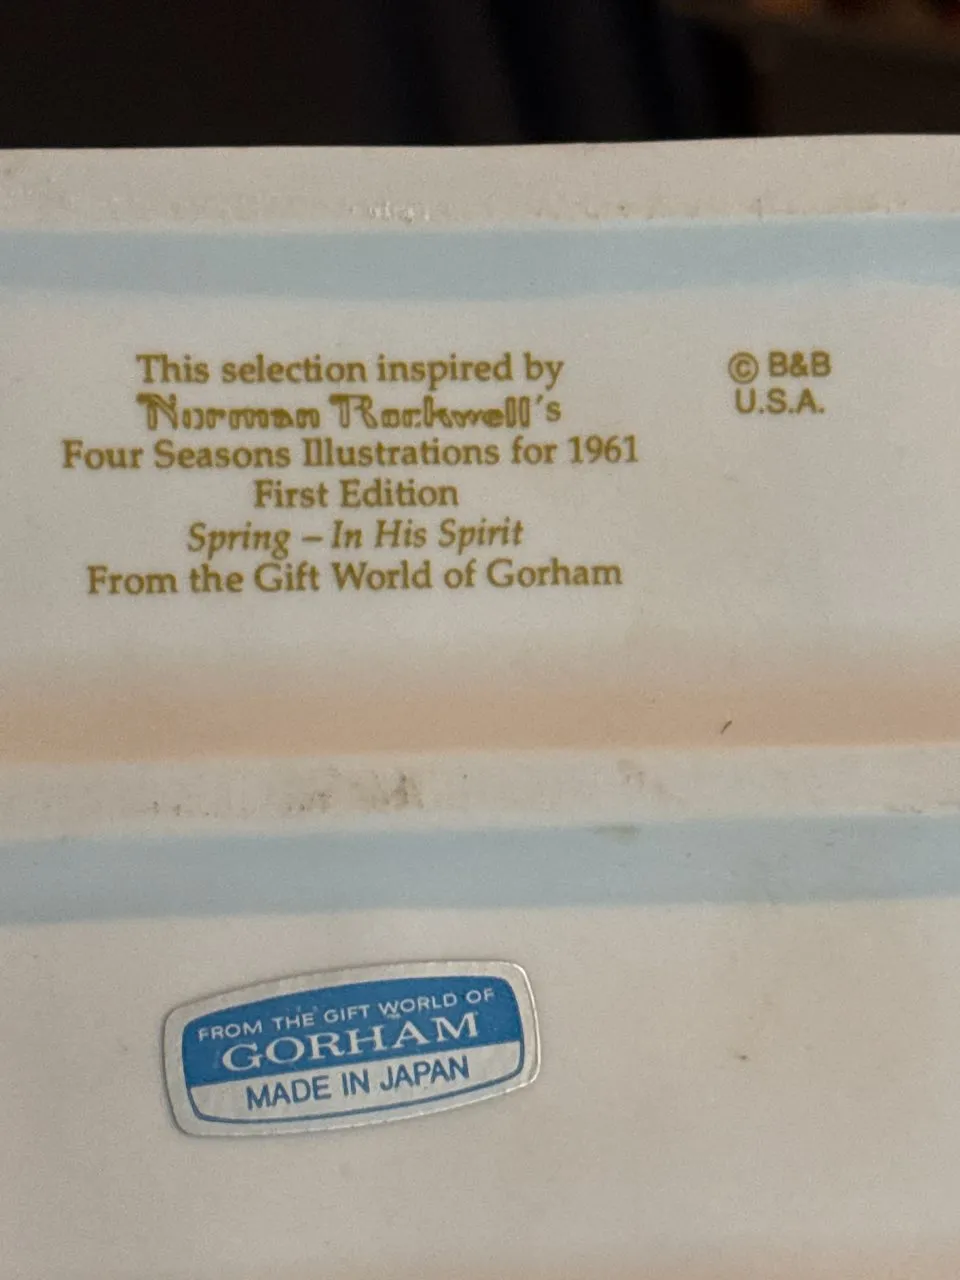 This selection inspired by
Norman Rockwell's
Four Seasons Illustrations for 1961
First Edition
Spring – In His Spirit
From the Gift World of Gorham
© B&B
U.S.A.
FROM THE GIFT WORLD OF
GORHAM
MADE IN JAPAN